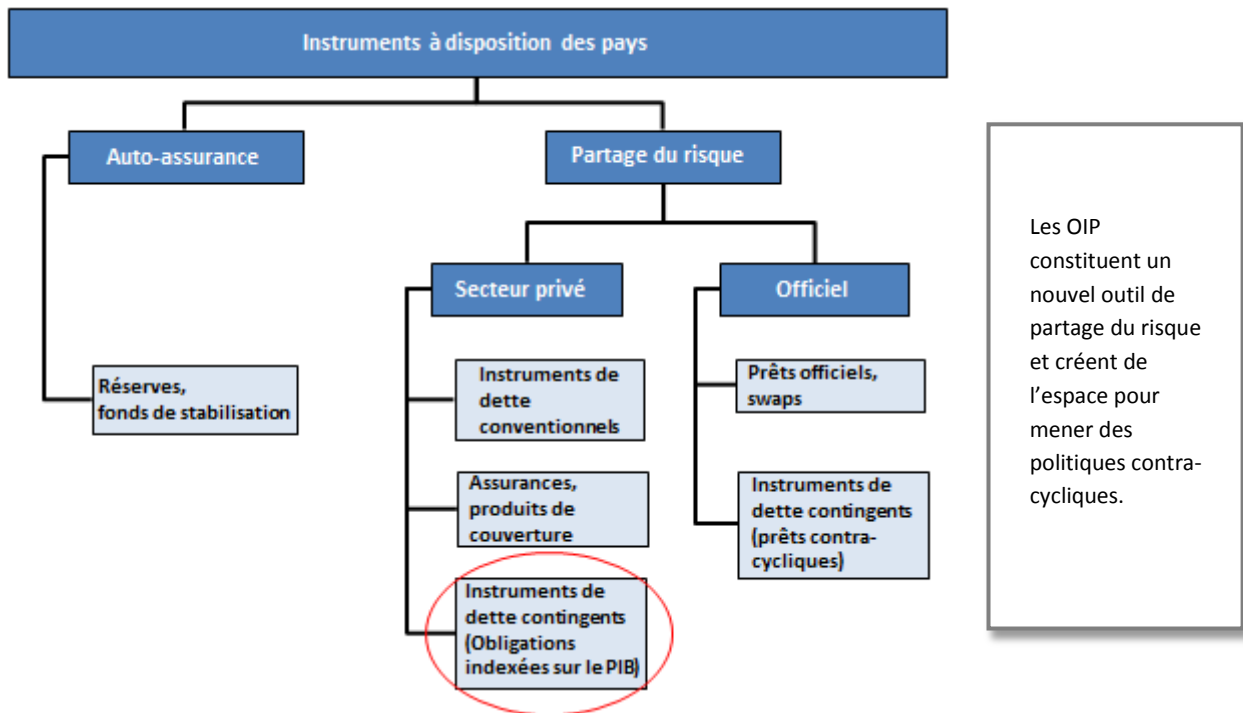 Instruments à disposition des pays
Auto-assurance
Partage du risque
Secteur privé
Officiel
Réserves,
fonds de stabilisation
Instruments de
dette
conventionnels
Assurances,
produits de
couverture
Instruments de
dette contingents
(Obligations
indexées sur le PIB)
Prêts officiels,
swaps
Instruments de
dette contingents
(prêts contra-
cycliques)
Les OIP
constituent un
nouvel outil de
partage du risque
et créent de
l’espace pour
mener des
politiques contra-
cycliques.